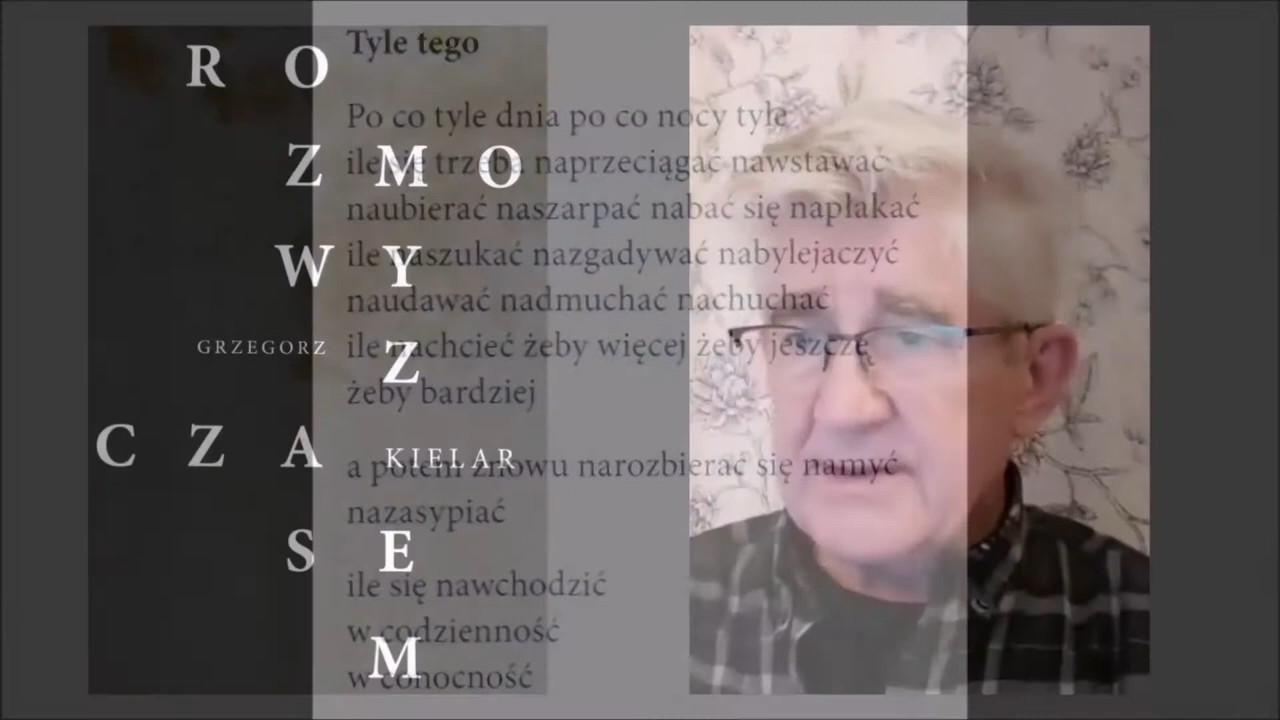 R O
Z M O
W Y
GRZEGORZ Z
C Z A KIELAR
S E
M
Tyle tego
Po co tyle dnia po co nocy tyle
ile się trzeba naprzeciągać nawstawać
naubierać naszarpać nabać się napłakać
ile naszukać nazgadywać nabylejaczyć
naudawać nadmuchać nachuchać
ile nachcieć żeby więcej żeby jeszcze
żeby bardziej
a potem znowu narozbierać się namyć
nazasypiać
ile się nawchodzić
w codzienność
w conocność